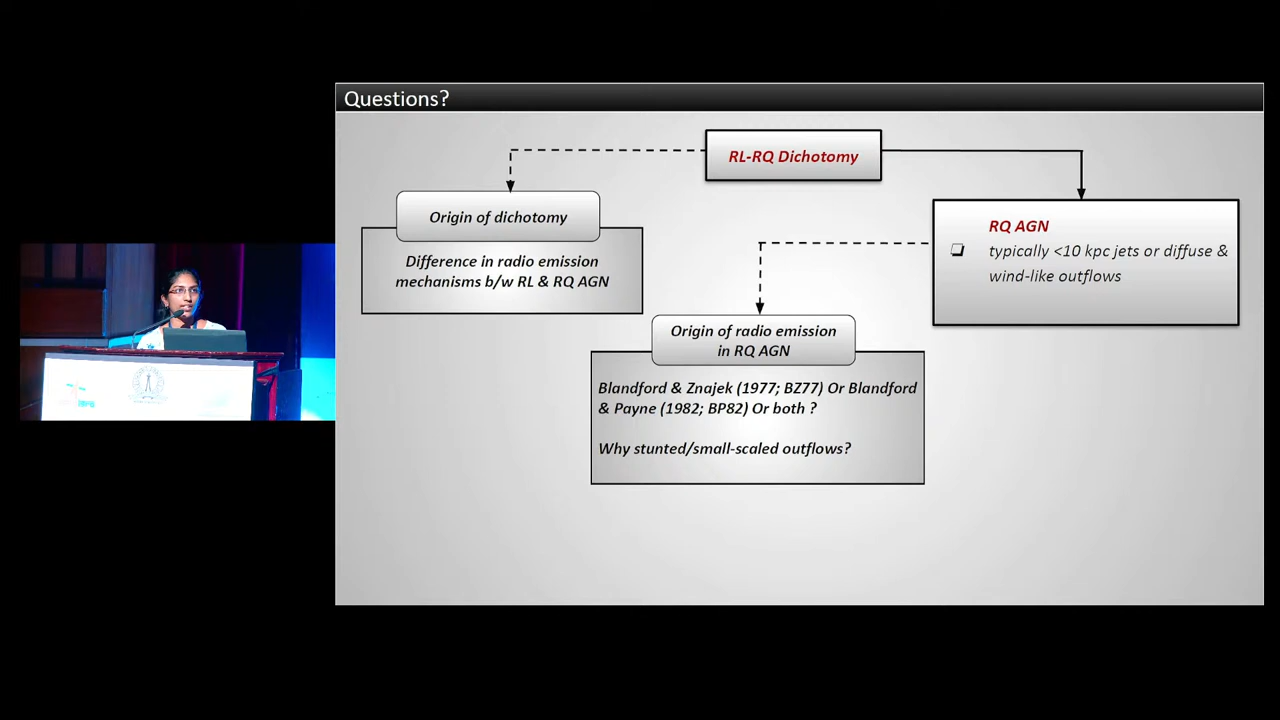 Questions?
RL-RQ Dichotomy
Origin of dichotomy
Difference in radio emission
mechanisms b/w RL & RQ AGN
RQ AGN
❑ typically <10 kpc jets or diffuse &
wind-like outflows
Origin of radio emission
in RQ AGN
Blandford & Znajek (1977; BZ77) Or Blandford
& Payne (1982; BP82) Or both ?
Why stunted/small-scaled outflows?